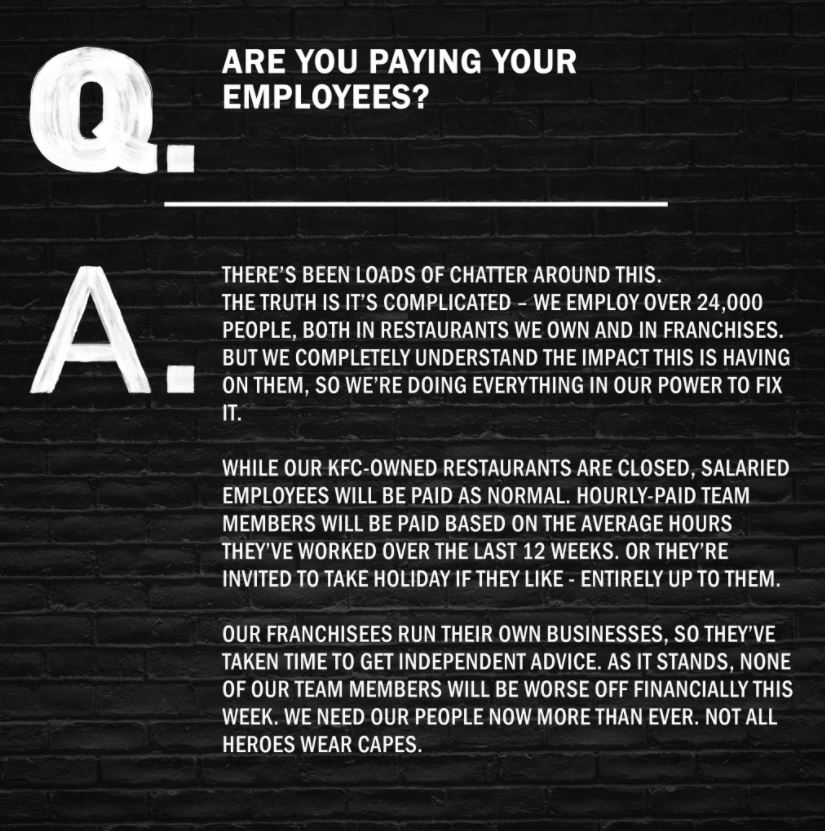 Q.
ARE YOU PAYING YOUR
EMPLOYEES?
A.
THERE'S BEEN LOADS OF CHATTER AROUND THIS.
THE TRUTH IS IT'S COMPLICATED – WE EMPLOY OVER 24,000
PEOPLE, BOTH IN RESTAURANTS WE OWN AND IN FRANCHISES.
BUT WE COMPLETELY UNDERSTAND THE IMPACT THIS IS HAVING
ON THEM, SO WE'RE DOING EVERYTHING IN OUR POWER TO FIX
IT.
WHILE OUR KFC-OWNED RESTAURANTS ARE CLOSED, SALARIED
EMPLOYEES WILL BE PAID AS NORMAL. HOURLY-PAID TEAM
MEMBERS WILL BE PAID BASED ON THE AVERAGE HOURS
THEY'VE WORKED OVER THE LAST 12 WEEKS. OR THEY'RE
INVITED TO TAKE HOLIDAY IF THEY LIKE - ENTIRELY UP TO THEM.
OUR FRANCHISEES RUN THEIR OWN BUSINESSES, SO THEY'VE
TAKEN TIME TO GET INDEPENDENT ADVICE. AS IT STANDS, NONE
OF OUR TEAM MEMBERS WILL BE WORSE OFF FINANCIALLY THIS
WEEK. WE NEED OUR PEOPLE NOW MORE THAN EVER. NOT ALL
HEROES WEAR CAPES.